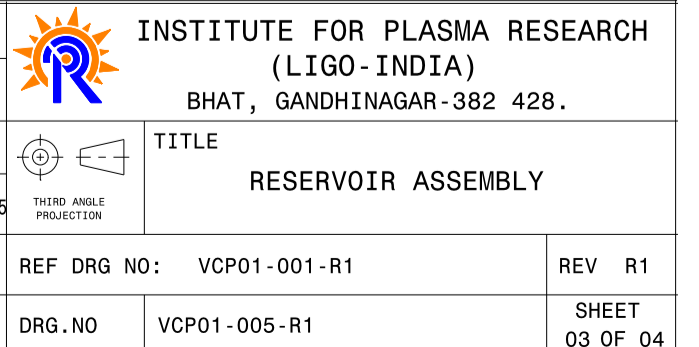 INSTITUTE FOR PLASMA RESEARCH
(LIGO-INDIA)
BHAT, GANDHINAGAR-382 428.
TITLE
RESERVOIR ASSEMBLY
THIRD ANGLE
PROJECTION
5
REF DRG NO: VCP01-001-R1
REV R1
DRG.NO
VCP01-005-R1
SHEET
03 OF 04